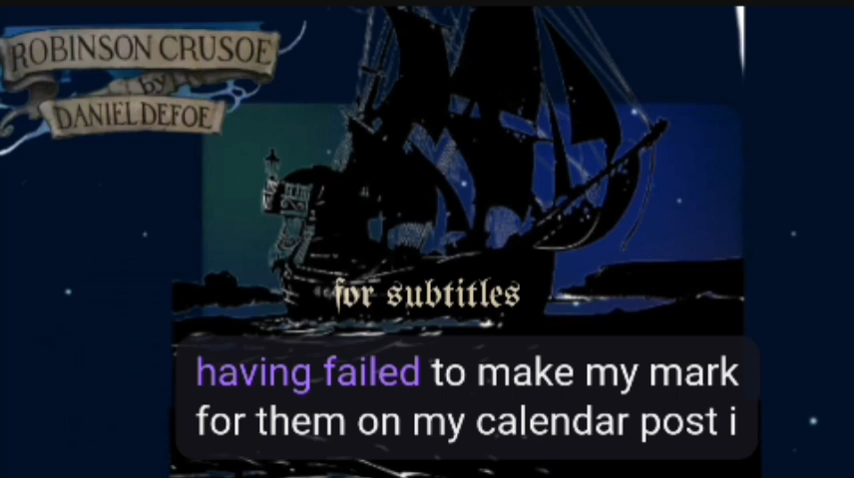 ROBINSON CRUSOE
by
DANIEL DEFOE
for subtitles
having failed to make my mark
for them on my calendar post i